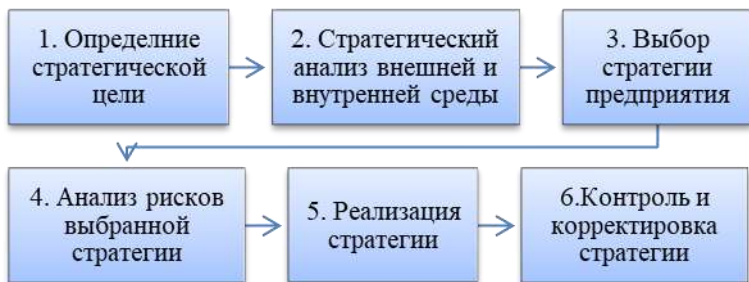 1. Определние
стратегической
цели
2. Стратегический
анализ внешней и
внутренней среды
3. Выбор
стратегии
предприятия
4. Анализ рисков
выбранной
стратегии
5. Реализация
стратегии
6.Контроль и
корректировка
стратегии